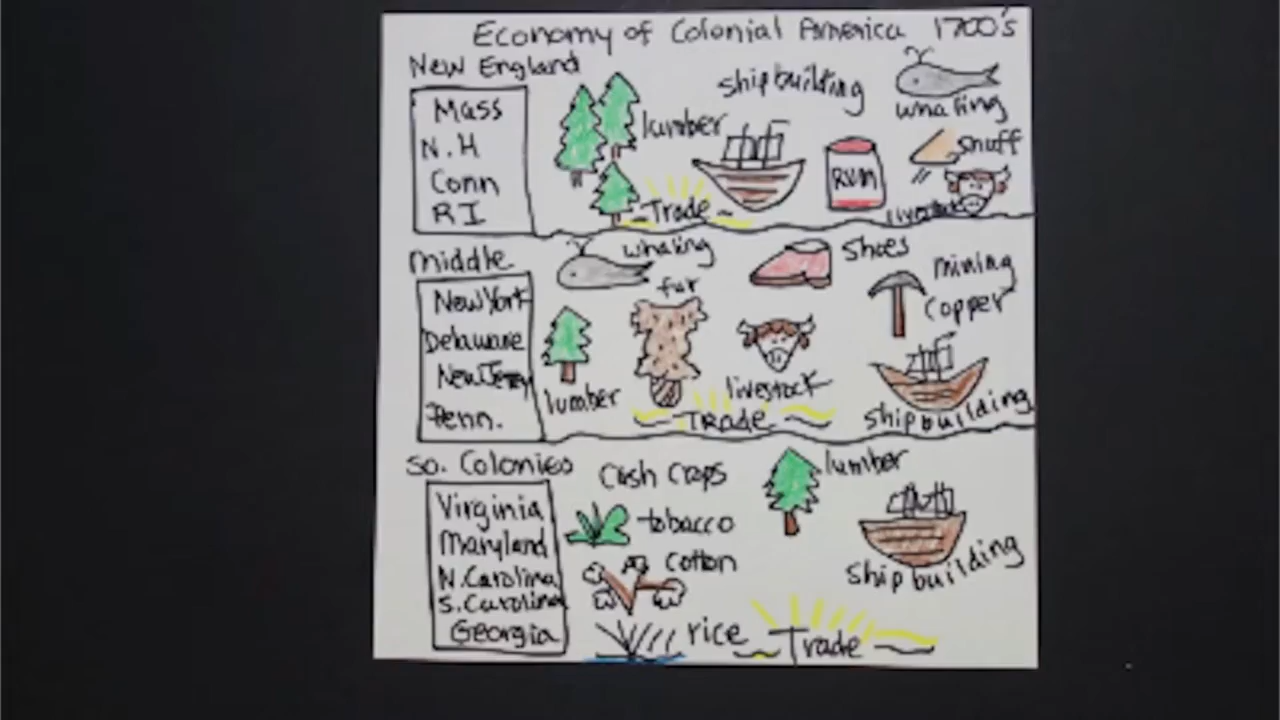 Economy of Colonial America 1700's
New England
Mass
N.H
Conn
RI
lumber
shipbuilding
whaling
RUM
snuff
livestock
Trade
middle
New York
Delaware
New Jersey
Penn.
whaling
fur
shoes
mining
copper
lumber
livestock
shipbuilding
Trade
so. Colonies
Virginia
Maryland
N. Carolina
S. Carolina
Georgia
Cash Crops
tobacco
cotton
rice
lumber
shipbuilding
Trade